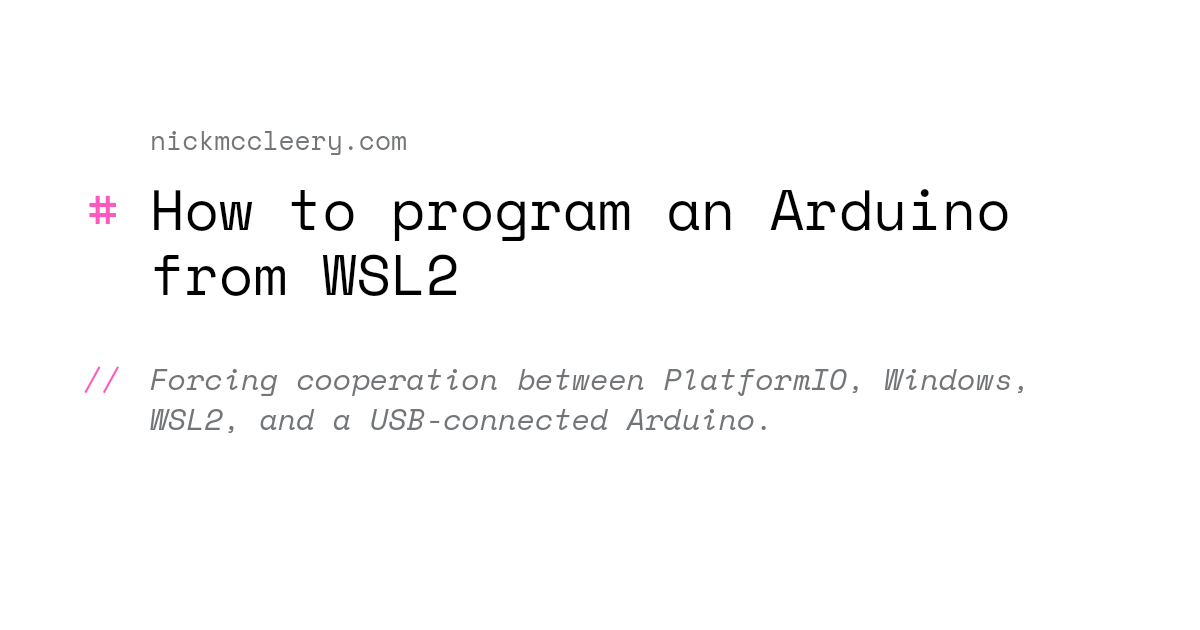 nickmccleery.com
# How to program an Arduino
from WSL2
// Forcing cooperation between PlatformIO, Windows,
WSL2, and a USB-connected Arduino.